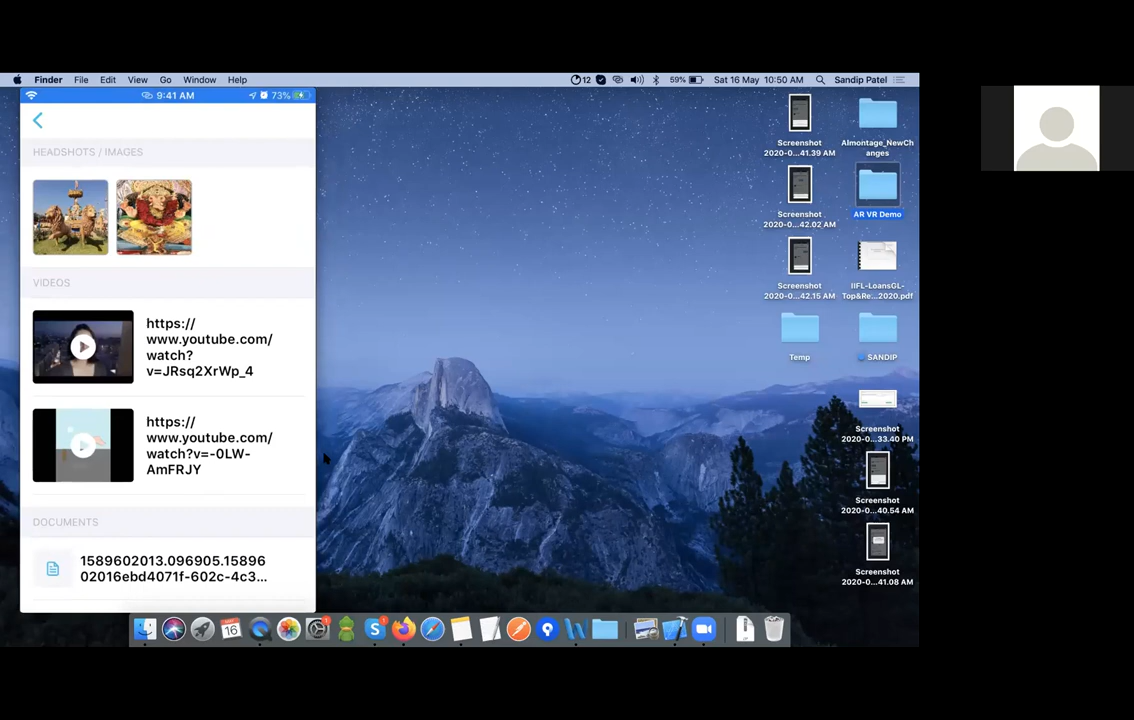 Finder File Edit View Go Window Help
12 59% Sat 16 May 10:50 AM Sandip Patel
9:41 AM 73%
HEADSHOTS / IMAGES
VIDEOS
https://
www.youtube.com/
watch?
v=JRsq2XrWp_4
https://
www.youtube.com/
watch?v=-0LW-
AmFRJY
DOCUMENTS
1589602013.096905.15896
02016ebd4071f-602c-4c3...
Screenshot
2020-0...41.39 AM
AImontage_NewCh
anges
Screenshot
2020-0...42.02 AM
AR VR Demo
Screenshot
2020-0...42.15 AM
IIFL-LoansGL-
Top&Re...2020.pdf
Temp
SANDIP
Screenshot
2020-0...33.40 PM
Screenshot
2020-0...40.54 AM
Screenshot
2020-0...41.08 AM
MAY
16
1
1